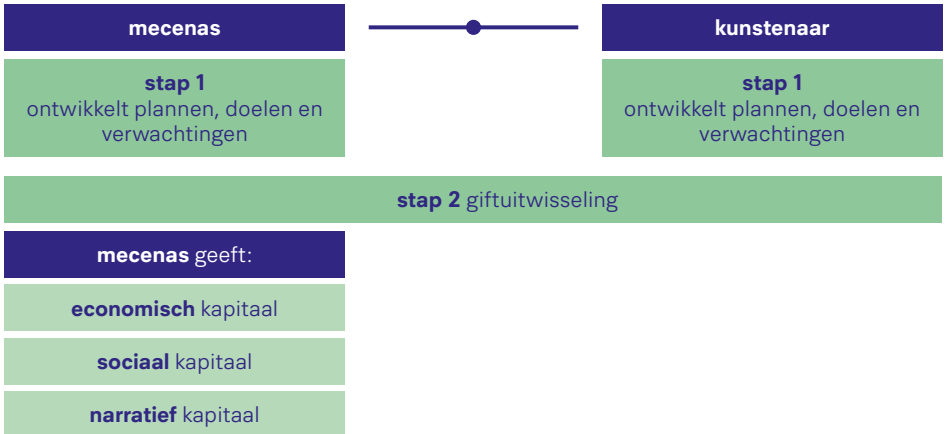 mecenas
kunstenaar
stap 1
ontwikkelt plannen, doelen en
verwachtingen
stap 1
ontwikkelt plannen, doelen en
verwachtingen
stap 2 giftuitwisseling
mecenas geeft:
economisch kapitaal
sociaal kapitaal
narratief kapitaal